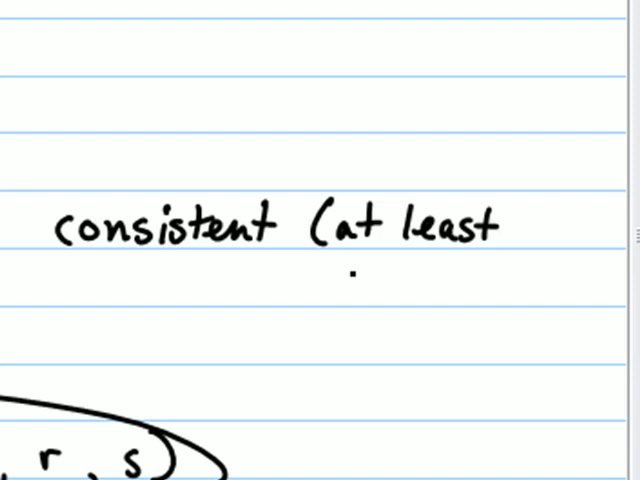 consistent (at least
, r , s)